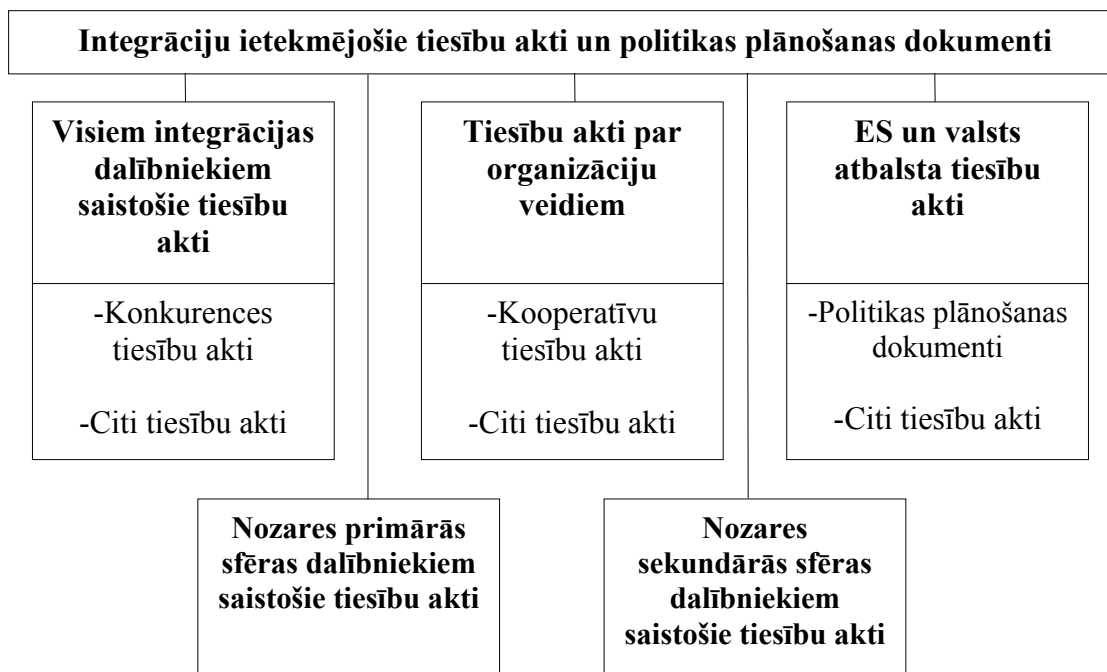 Integrāciju ietekmējošie tiesību akti un politikas plānošanas dokumenti
Visiem integrācijas
dalībniekiem
saistošie tiesību
akti
-Konkurences
tiesību akti
-Citi tiesību akti
Tiesību akti par
organizāciju
veidiem
-Kooperatīvu
tiesību akti
-Citi tiesību akti
ES un valsts
atbalsta tiesību
akti
-Politikas plānošanas
dokumenti
-Citi tiesību akti
Nozares primārās
sfēras dalībniekiem
saistošie tiesību akti
Nozares
sekundārās sfēras
dalībniekiem
saistošie tiesību akti